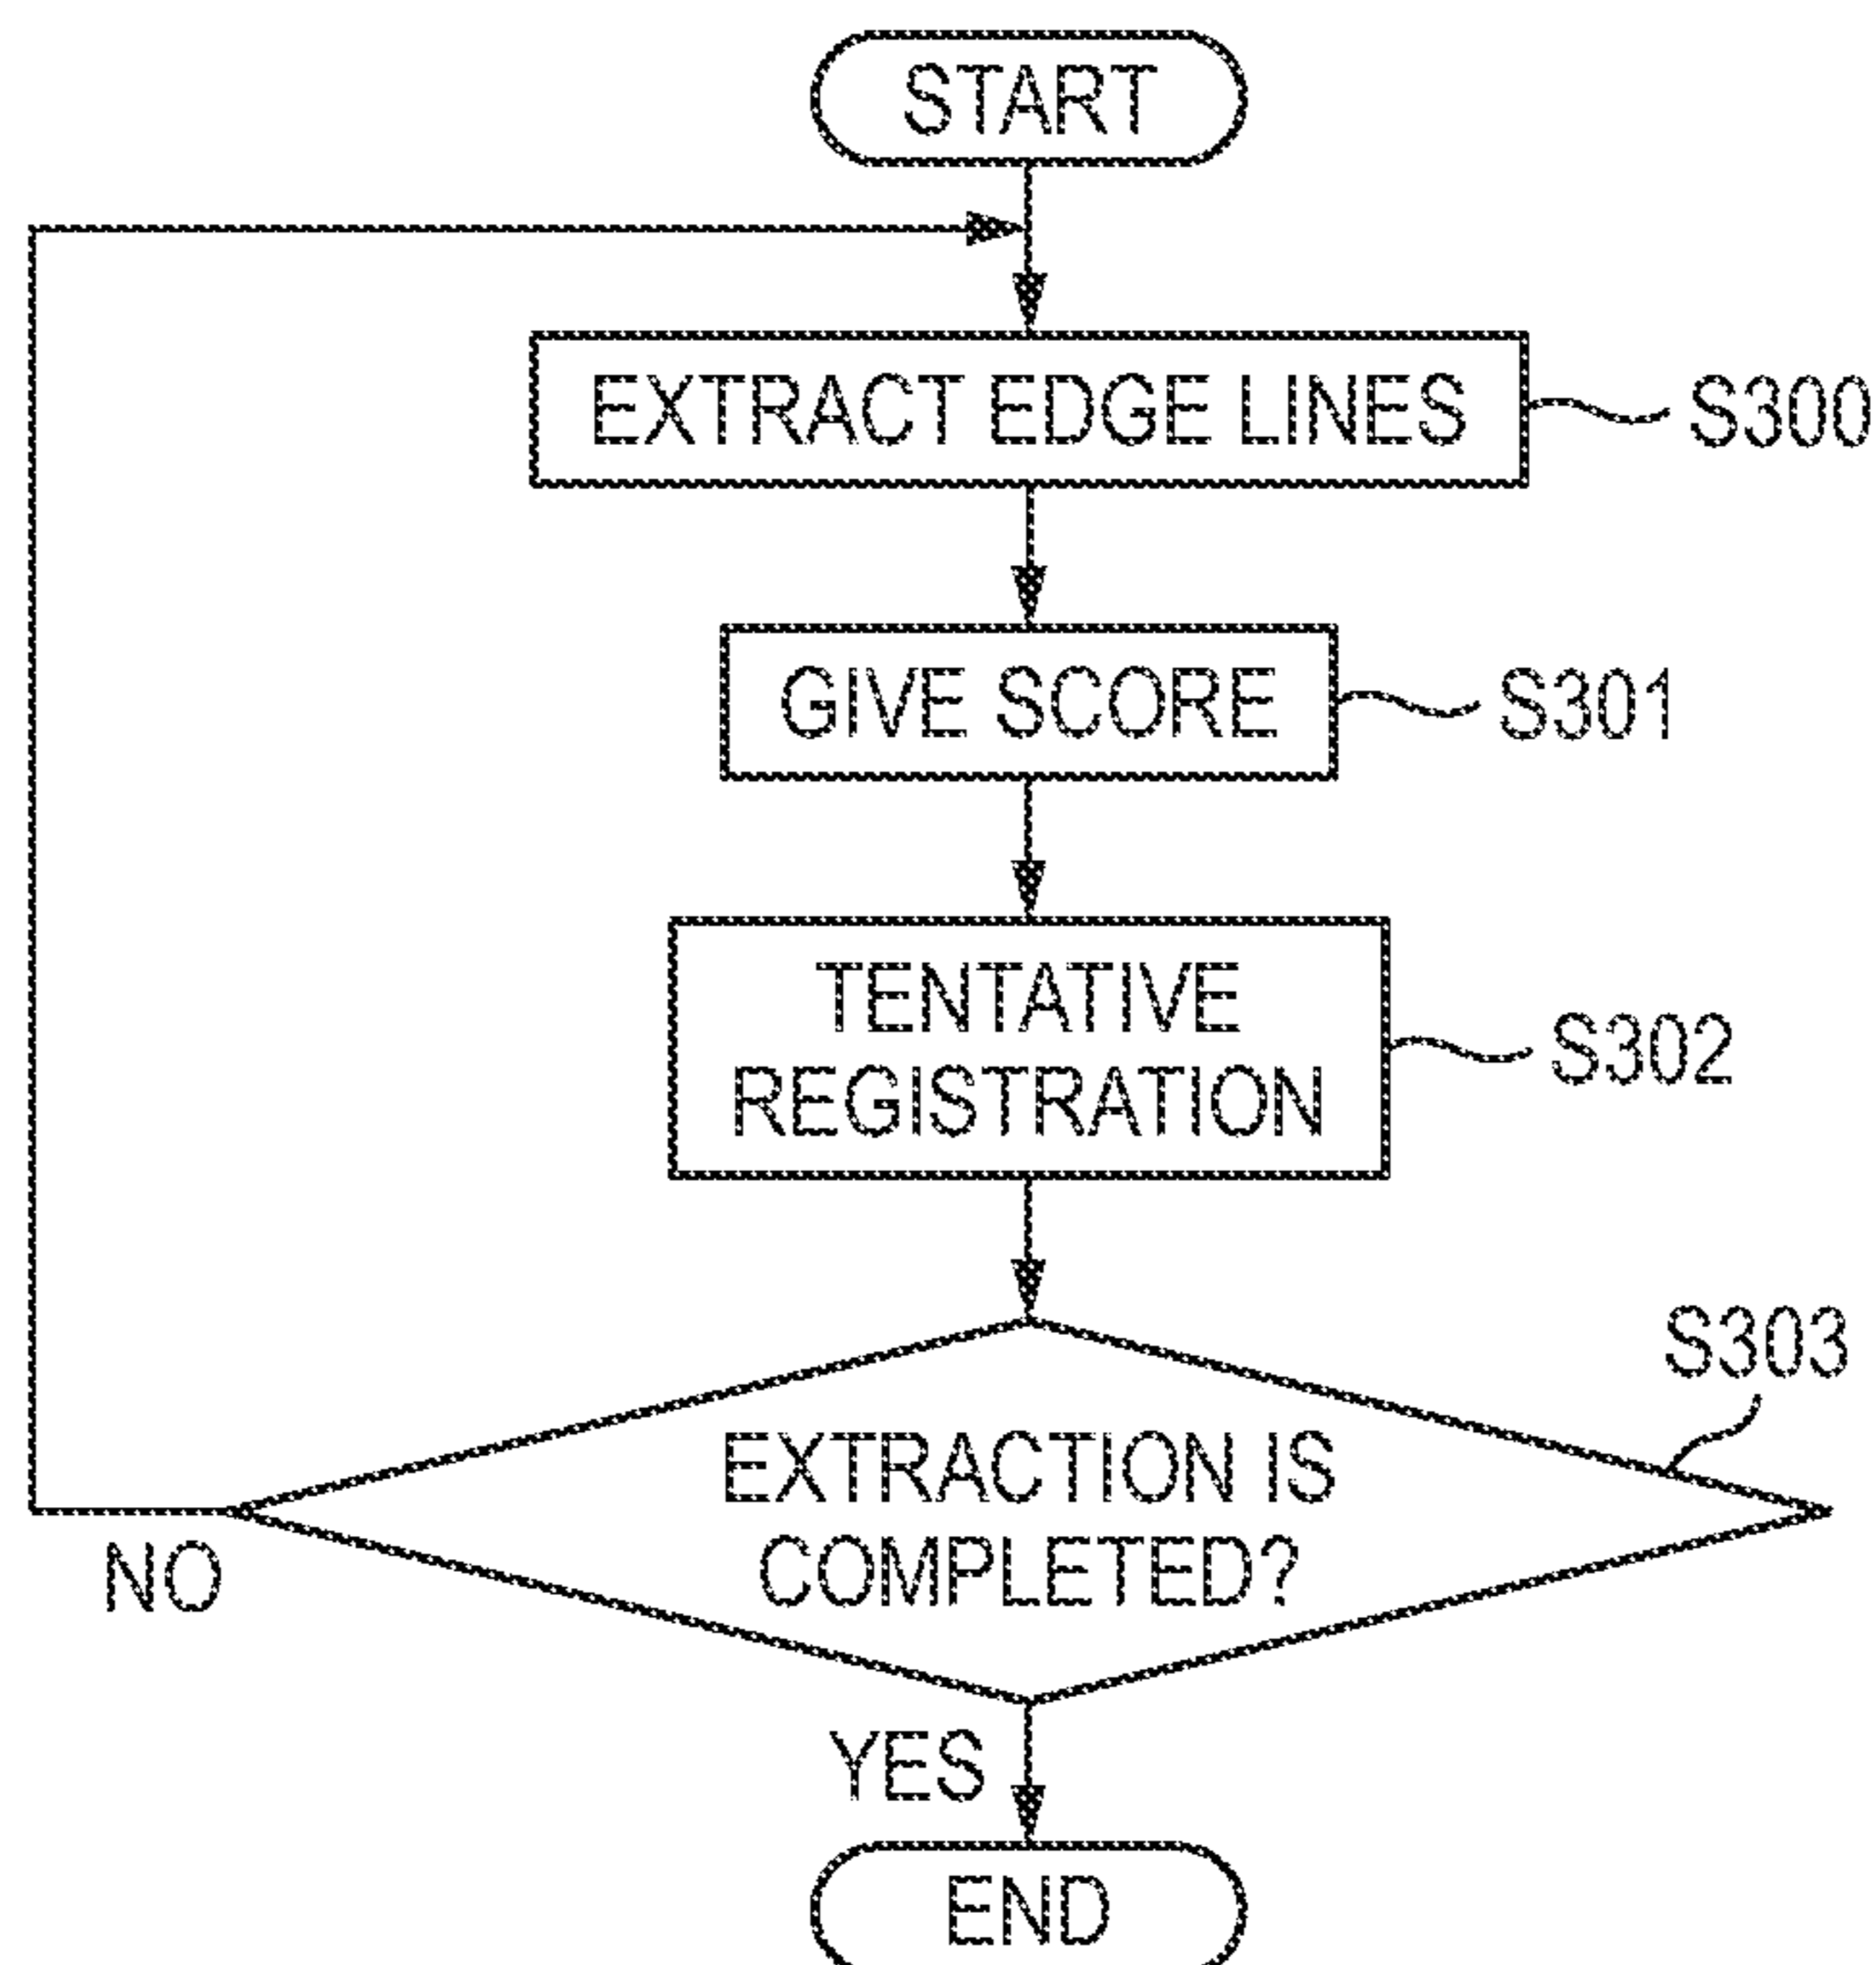 START
EXTRACT EDGE LINES
S300
GIVE SCORE
S301
TENTATIVE
REGISTRATION
S302
S303
EXTRACTION IS
COMPLETED?
NO
YES
END